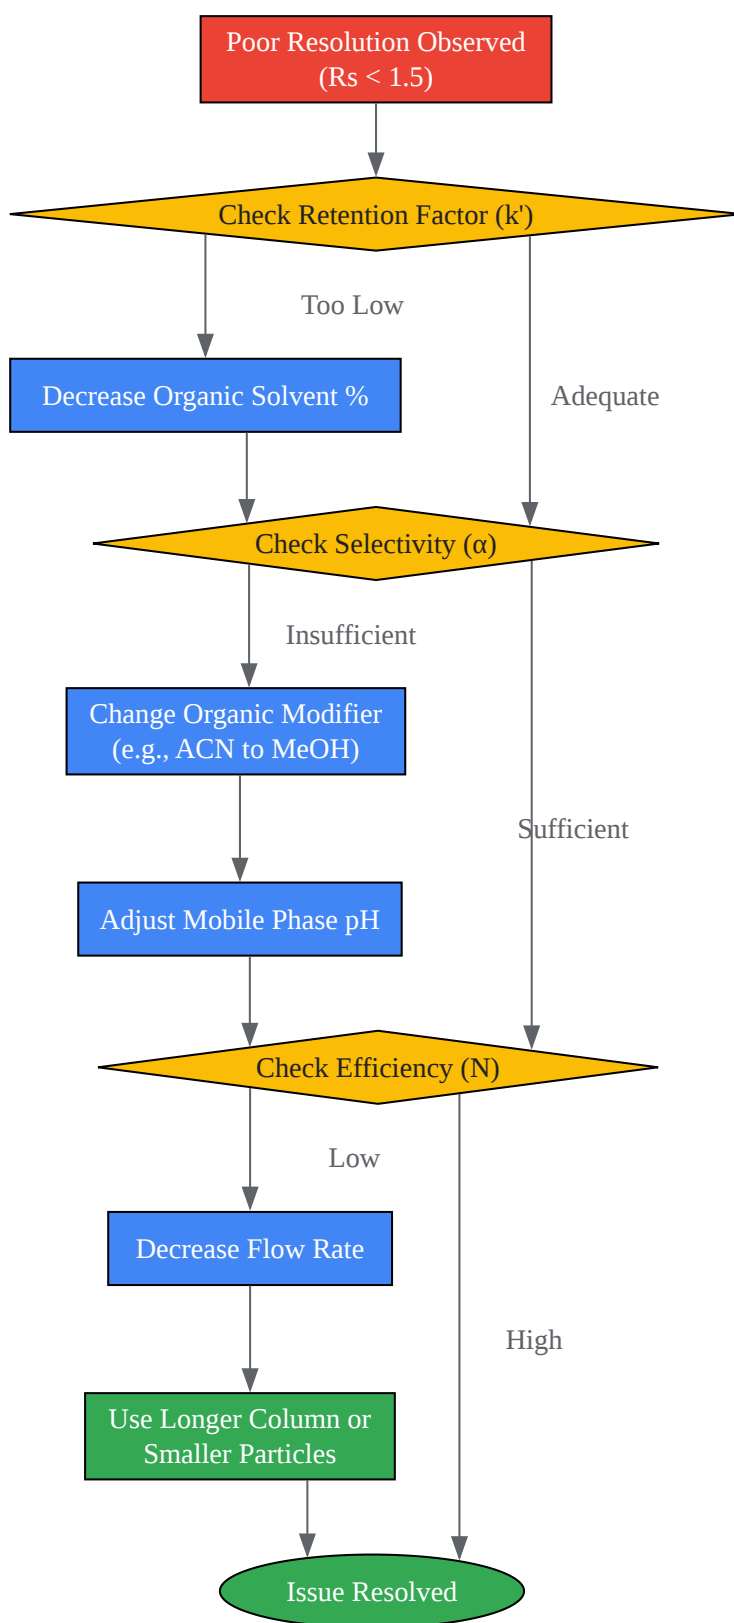 Poor Resolution Observed
(Rs < 1.5)
Check Retention Factor (k')
Too Low
Decrease Organic Solvent %
Adequate
Check Selectivity (α)
Insufficient
Change Organic Modifier
(e.g., ACN to MeOH)
Sufficient
Adjust Mobile Phase pH
Check Efficiency (N)
Low
Decrease Flow Rate
High
Use Longer Column or
Smaller Particles
Issue Resolved